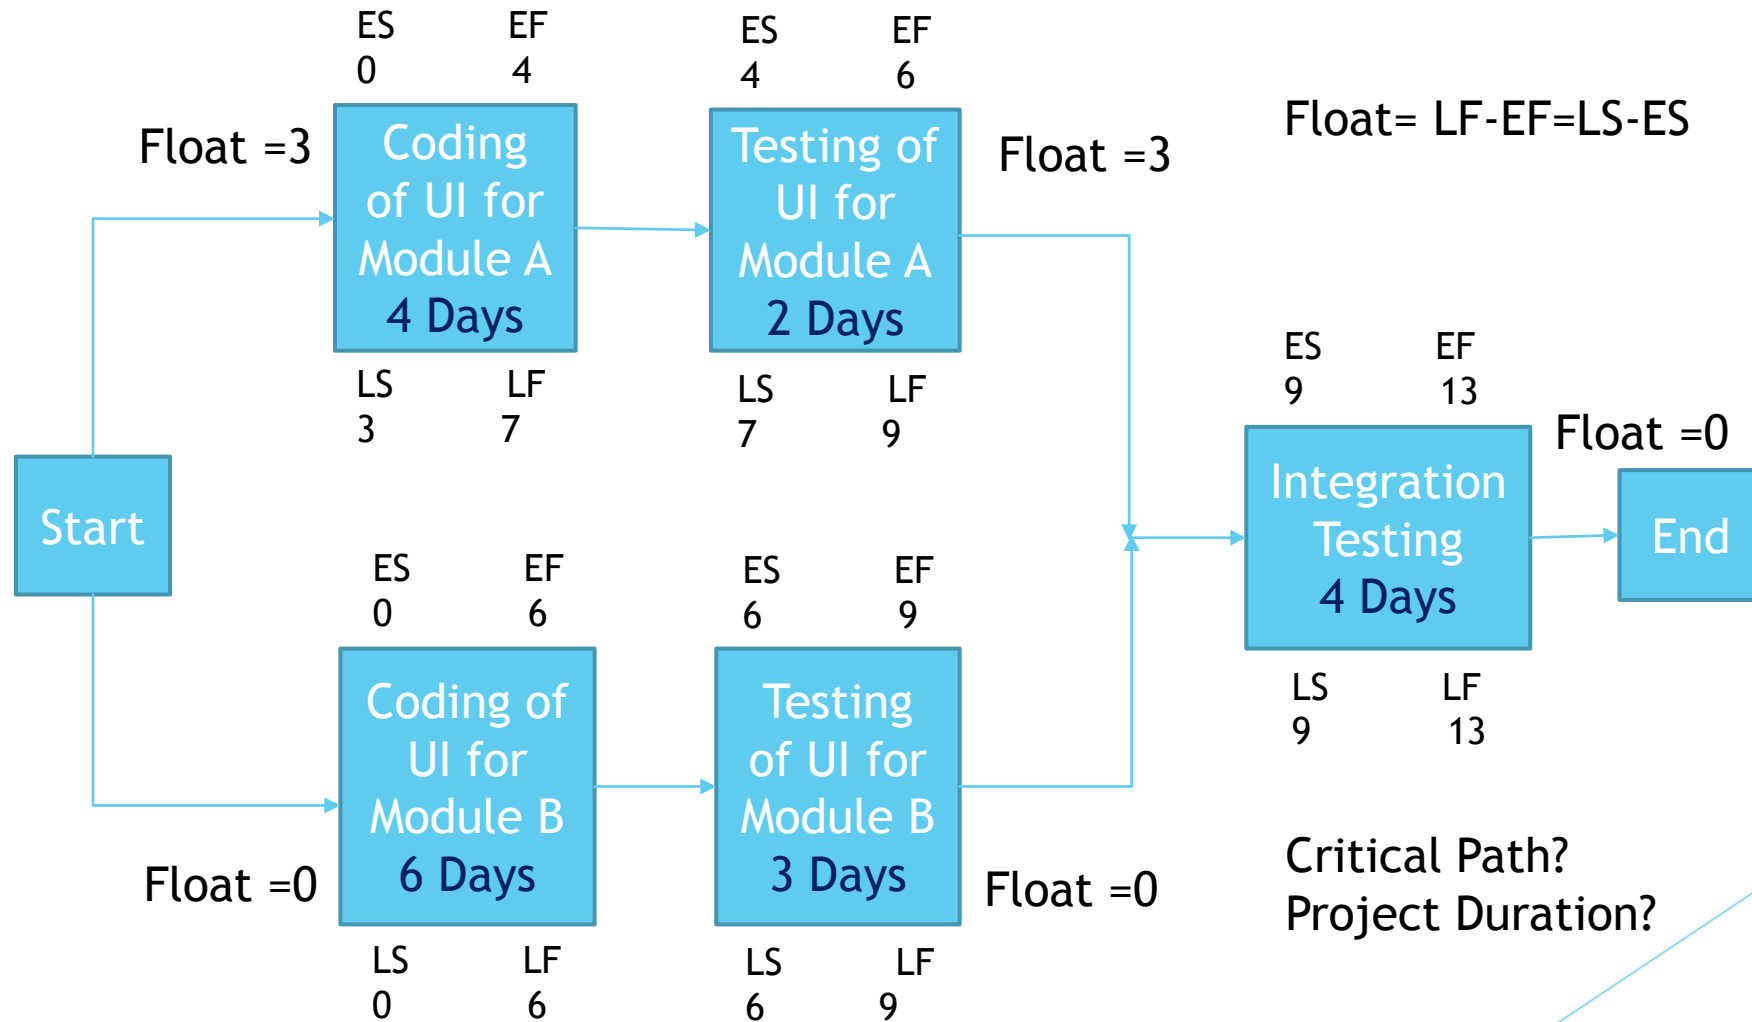 ES EF
0 4
ES EF
4 6
Float =3
Coding
of UI for
Module A
4 Days
Testing of
UI for
Module A
2 Days
Float =3
Float= LF-EF=LS-ES
LS LF
3 7
LS LF
7 9
Start
ES EF
9 13
Float =0
Integration
Testing
4 Days
End
ES EF
0 6
ES EF
6 9
Coding of
UI for
Module B
6 Days
Testing
of UI for
Module B
3 Days
LS LF
9 13
Float =0
Float =0
Critical Path?
Project Duration?
LS LF
0 6
LS LF
6 9